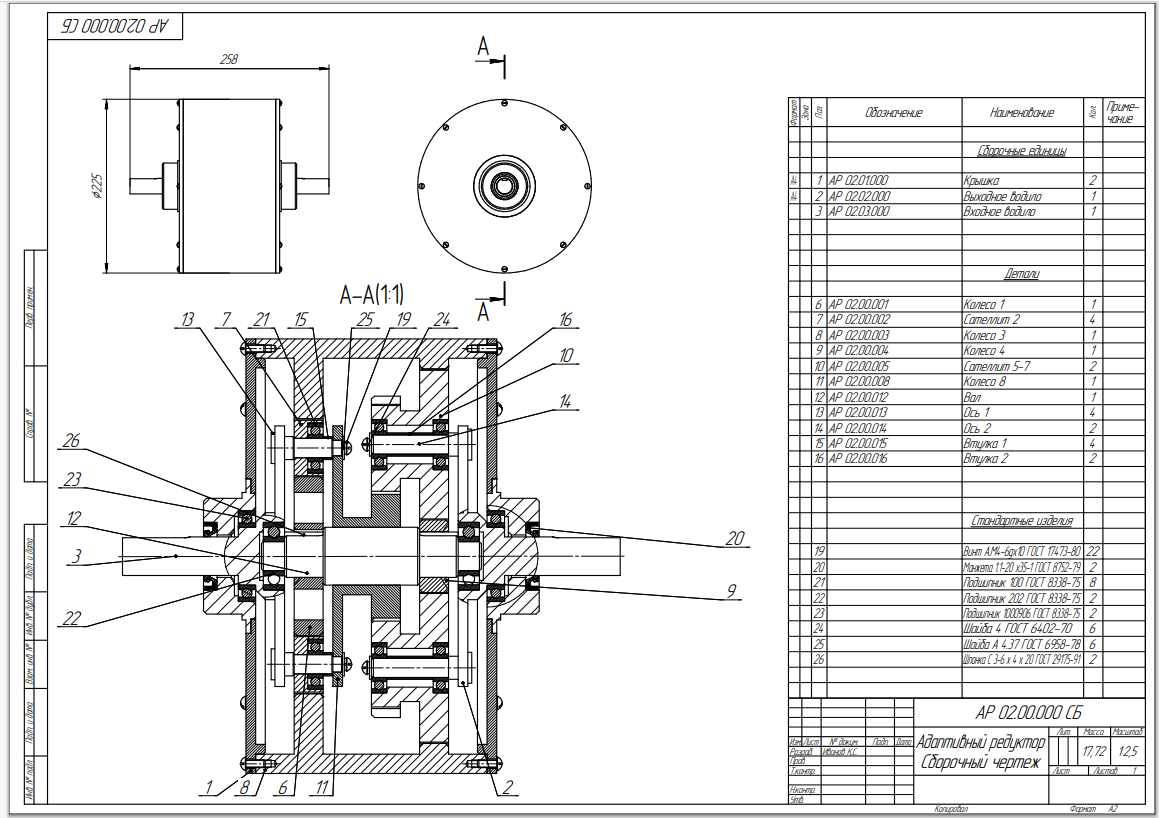 АР 02.00.000 СБ
258
⌀225
А
А
А-А(1:1)
13 7 21 15 25 19 24 16
10
14
26
23
12
3
22
20
9
1 8 6 11 2
Перв. примен.
Справ. №
Подп. и дата
Инв. № дубл.
Взам. инв. №
Подп. и дата
Инв. № подл.
Формат Зона Поз. Обозначение Наименование Кол. Приме-
чание
Сборочные единицы
А4 1 АР 02.01.000 Крышка 2
А4 2 АР 02.02.000 Выходное водило 1
3 АР 02.03.000 Входное водило 1
Детали
6 АР 02.00.001 Колесо 1 1
7 АР 02.00.002 Сателлит 2 4
8 АР 02.00.003 Колесо 3 1
9 АР 02.00.004 Колесо 4 1
10 АР 02.00.005 Сателлит 5-7 2
11 АР 02.00.008 Колесо 8 1
12 АР 02.00.012 Вал 1
13 АР 02.00.013 Ось 1 4
14 АР 02.00.014 Ось 2 2
15 АР 02.00.015 Втулка 1 4
16 АР 02.00.016 Втулка 2 2
Стандартные изделия
19 Винт А.М4-6gх10 ГОСТ 17473-80 22
20 Манжета 1.1-20 х35-1 ГОСТ 8752-79 2
21 Подшипник 100 ГОСТ 8338-75 8
22 Подшипник 202 ГОСТ 8338-75 2
23 Подшипник 1000906 ГОСТ 8338-75 2
24 Шайба 4 ГОСТ 6402-70 6
25 Шайба А 4.37 ГОСТ 6958-78 6
26 Шпонка С 3-6 х 4 х 20 ГОСТ 29175-91 2
АР 02.00.000 СБ
Изм. Лист № докум. Подп. Дата
Разраб. Иванов К.С.
Пров.
Т.контр.
Н.контр.
Утв.
Адаптивный редуктор
Сборочный чертеж
Лит. Масса Масштаб
17,72 1:2,5
Лист Листов 1
Копировал Формат А2